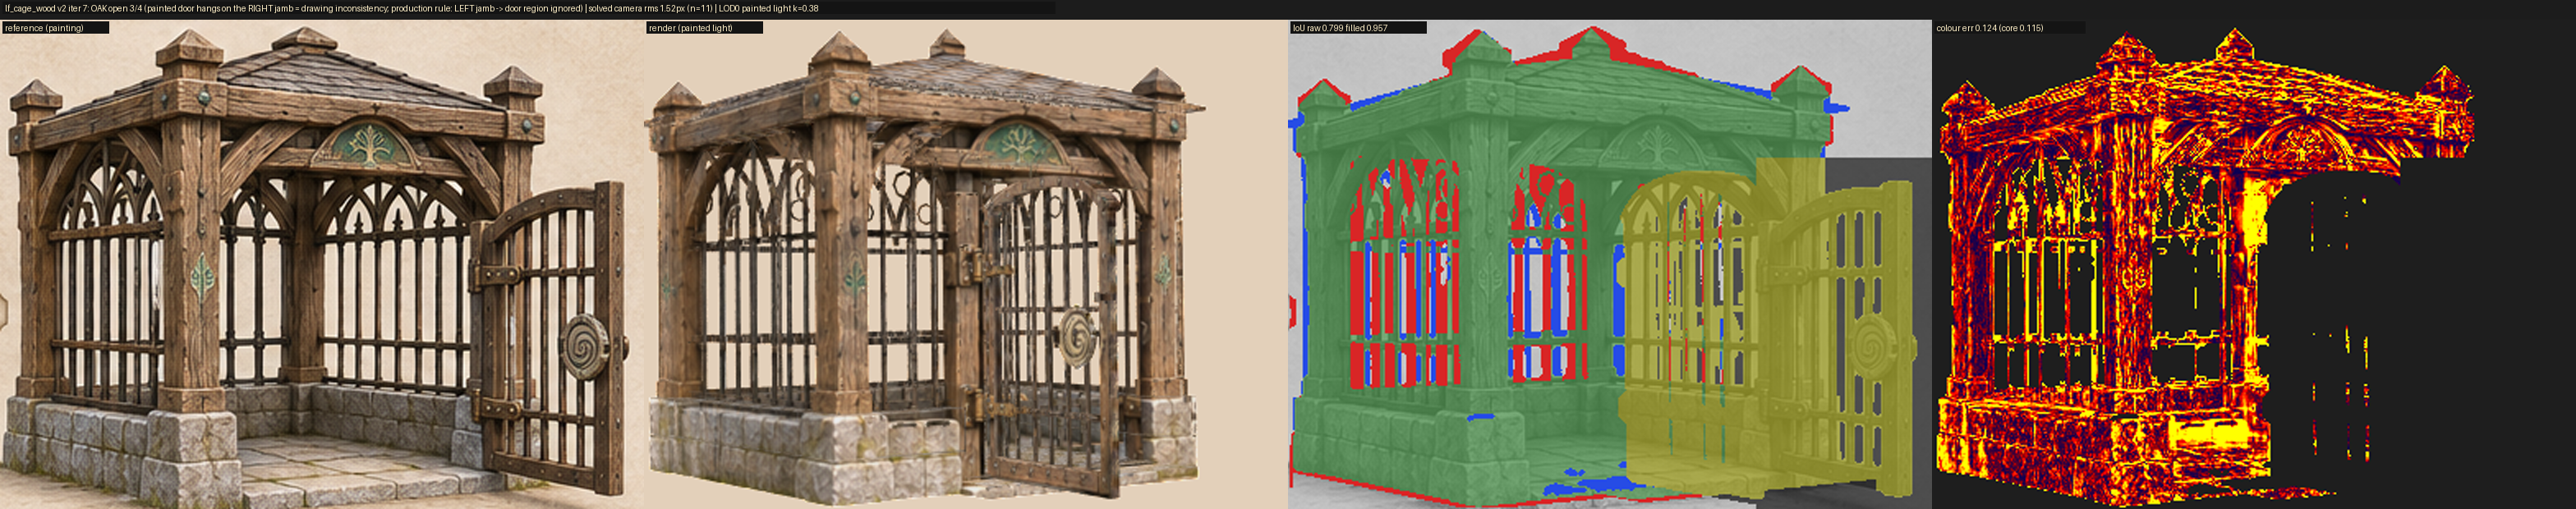 lf_cage_wood v2 iter 7: OAK open 3/4 (painted door hangs on the RIGHT jamb = drawing inconsistency; production rule: LEFT jamb -> door region ignored) | solved camera rms 1.52px (n=11) | LOD0 painted light k=0.38
reference (painting)
render (painted light)
IoU raw 0.799 filled 0.957
colour err 0.124 (core 0.115)